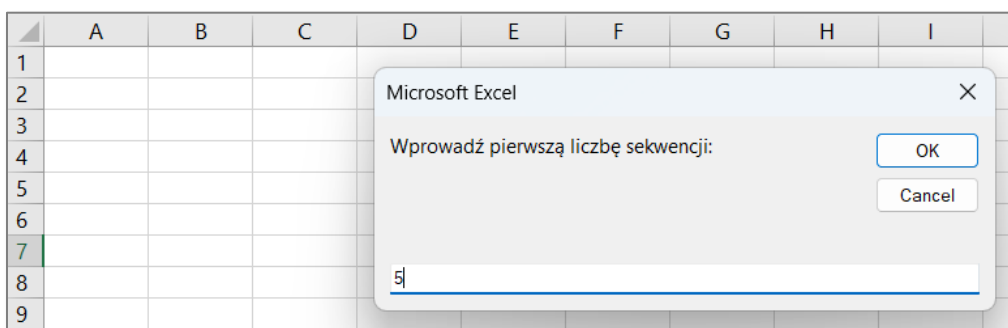 A B C D E F G H I
1
2 Microsoft Excel
3
Wprowadź pierwszą liczbę sekwencji: OK
4
5 Cancel
6
7
8 5
9